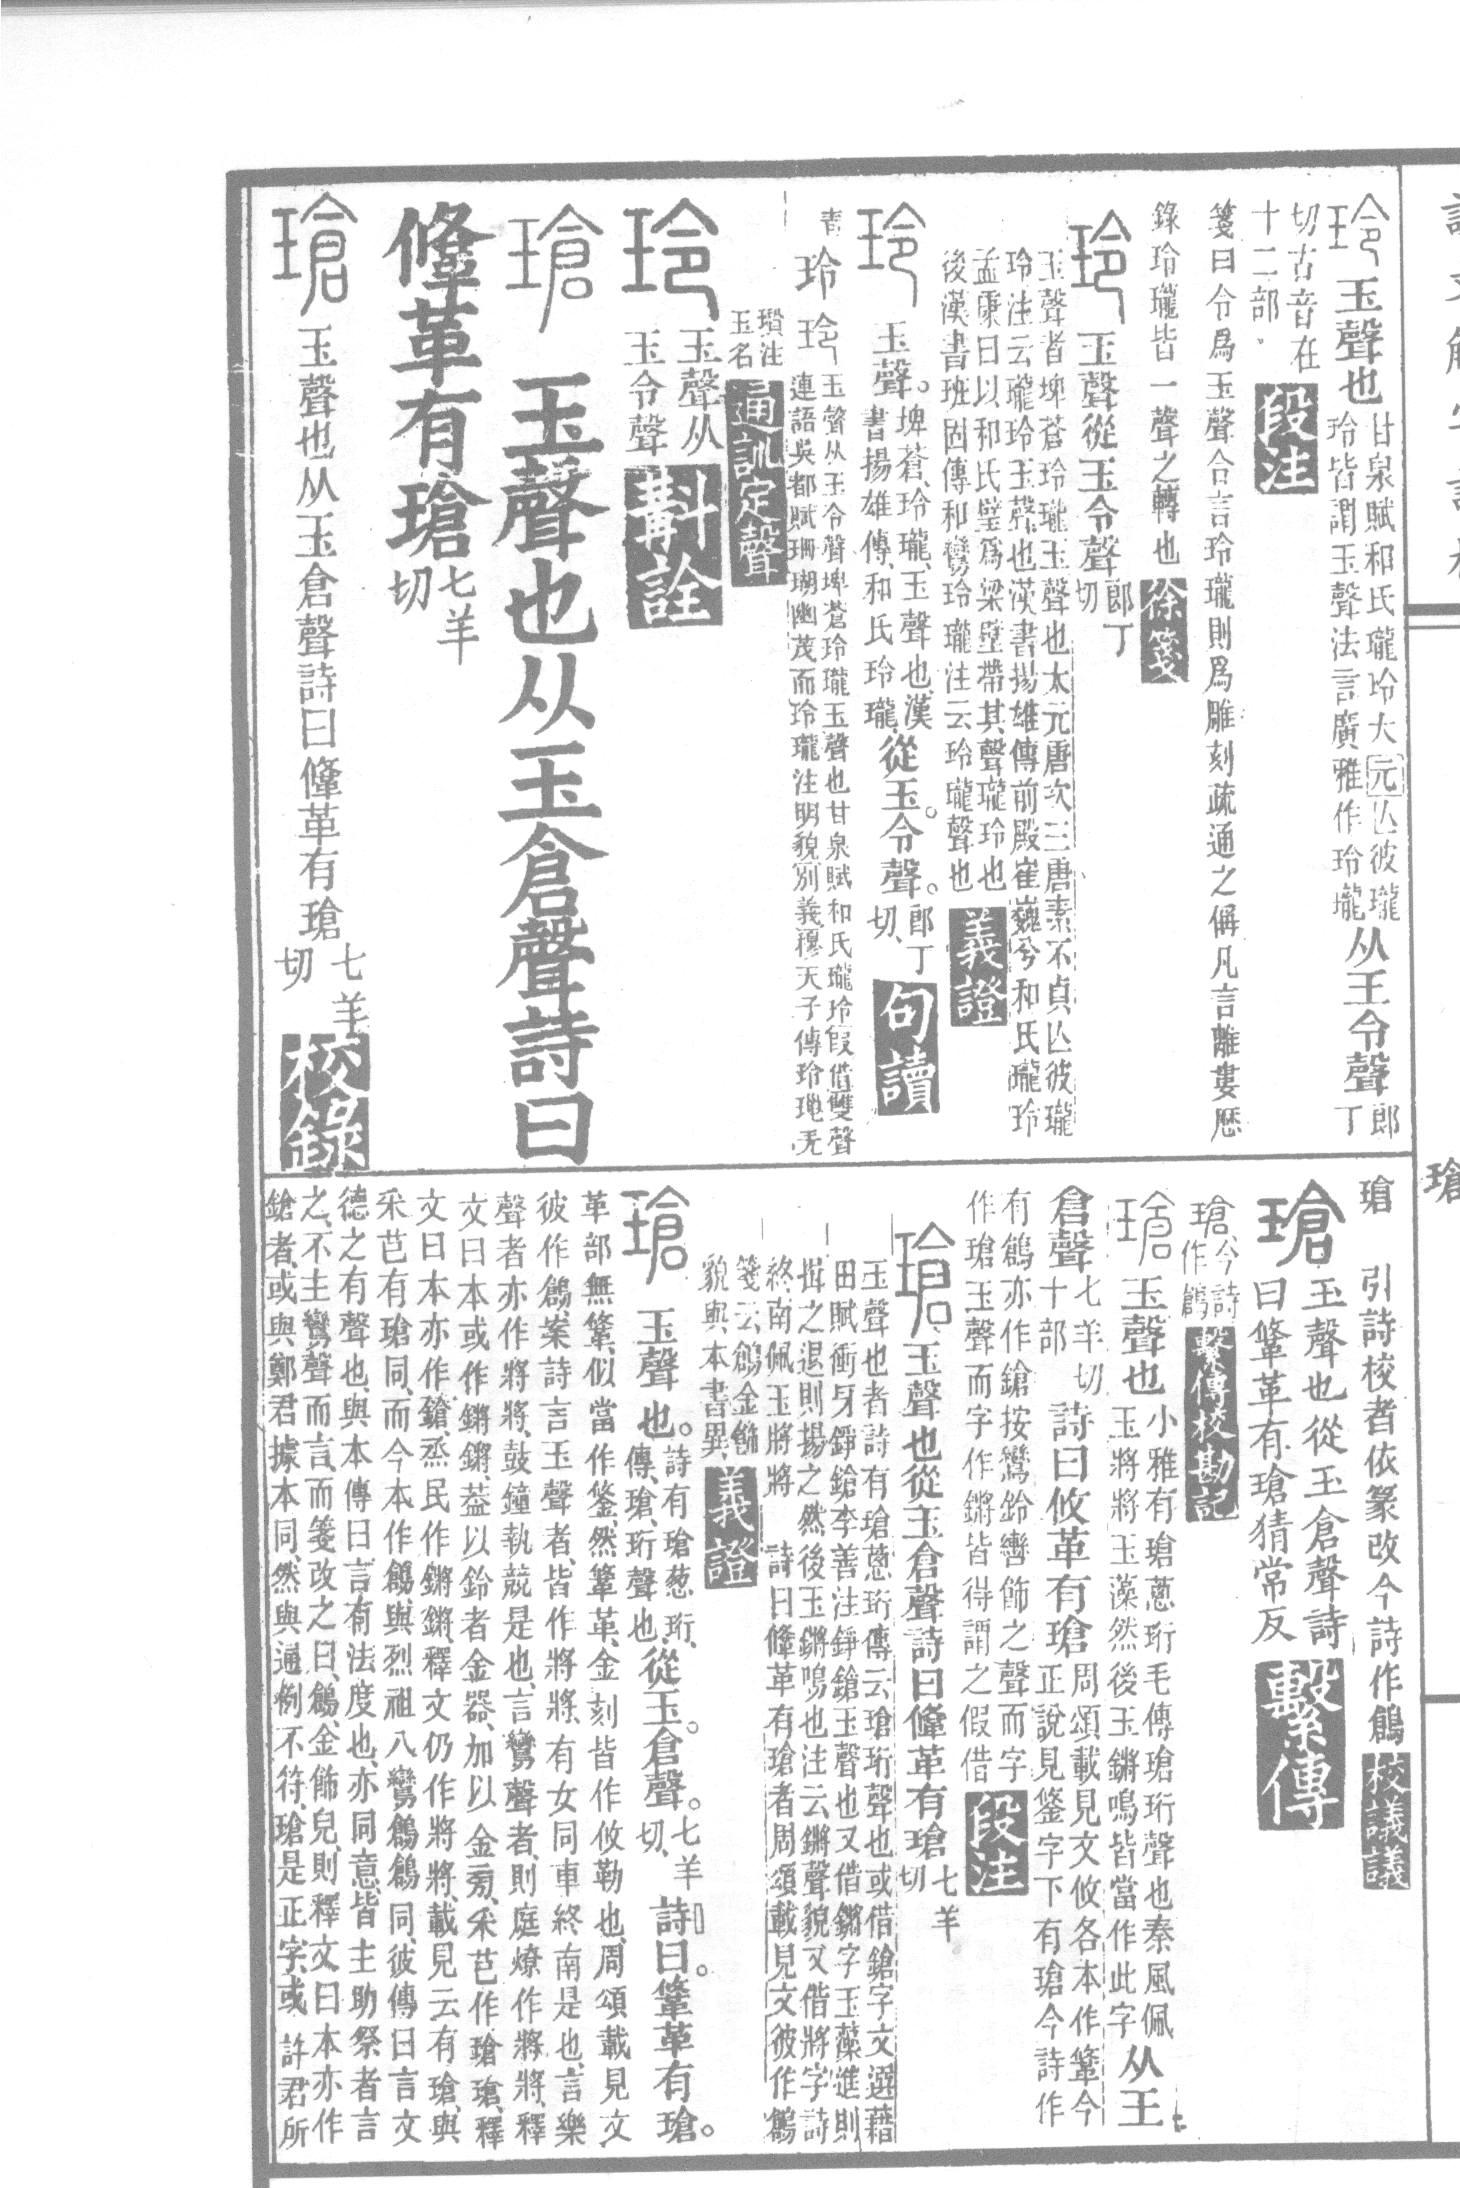 玲 玉聲也 甘泉賦和氏瓏玲大元亾彼瓏
玲皆謂玉聲法言廣雅作玲瓏 从王令聲 郎丁
切古音在
十二部。 段注
箋曰令爲玉聲合言玲瓏則爲雕刻疏通之偁凡言離婁歷
錄玲瓏皆一聲之轉也 徐箋
玲 玉聲從玉令聲 郎丁切
玉聲者埤蒼玲瓏玉聲也太元唐次三唐素不貞亾彼瓏
玲注云瓏玲玉聲也漢書揚雄傳前殿崔巍兮和氏瓏玲
孟康曰以和氏璧爲梁壁帶其聲瓏玲也
後漢書班固傳和鸞玲瓏注云玲瓏聲也 義證
玲 玉聲。埤蒼、玲瓏、玉聲也、漢
書揚雄傳、和氏玲瓏、 從玉。令聲。 郎丁切、 句讀
青 玲 玲 玉聲从玉令聲埤蒼玲瓏玉聲也甘泉賦和氏瓏玲叚借雙聲
連語吳都賦珊瑚幽茂而玲瓏注明貌別義穆天子傳玲
瓚注
玉名 通訓定聲
玲 玉聲从
玉令聲 斠詮
瑲 玉聲也从玉倉聲詩曰
鞗革有瑲 七羊切
瑲 玉聲也从玉倉聲詩曰鞗革有瑲 七羊切 校錄
瑲 引詩校者依篆改今詩作鶬 校議議
瑲 玉聲也從玉倉聲詩
曰肇革有瑲猜常反 繫傳
瑲、今詩
作鶬 繫傳校勘記
瑲 玉聲也 小雅有瑲蔥珩毛傳瑲珩聲也秦風佩
玉將將玉藻然後玉鏘鳴皆當作此字 从王
倉聲 七羊切
十部 詩曰攸革有瑲 周頌載見文攸各本作鞗今
正說見鋚字下有瑲今詩作
有鶬亦作鎗按鸞鈴轡飾之聲而字
作瑲玉聲而字作鏘皆得謂之假借 段注
瑲 玉聲也從玉倉聲詩曰鞗革有瑲 七羊切
玉聲也者詩有瑲蔥珩傳云瑲珩聲也或借鎗字文選藉
田賦衝牙錚鎗李善注錚鎗玉聲也又借鏘字玉藻進則
揖之退則揚之然後玉鏘鳴也注云鏘聲貌又借將字詩
終南佩玉將將 詩曰鞗革有瑲者周頌載見文彼作鶬
箋云鶬金飾
貌與本書異 義證
瑲 玉聲也。詩有瑲蔥珩、
傳、瑲、珩聲也、從玉。倉聲。七羊切、 詩曰。鞗革有瑲。
革部無鞗、似當作鋚、然鞗革、金刻皆作攸勒也、周頌載見文
彼作鶬、案詩言玉聲者、皆作將將、有女同車終南是也、言樂
聲者亦作將將、鼓鐘執競是也、言鸞聲者、則庭燎作將將、釋
文曰本或作鏘鏘、葢以鈴者金器、加以金㫄、采芑作瑲瑲、釋
文曰本亦作鎗、烝民作鏘鏘、釋文仍作將將、載見云有瑲、與
采芑有瑲同、而今本作鶬、與烈祖八鸞鶬鶬同、彼傳曰言文
德之有聲也、與本傳曰言有法度也、亦同意、皆主助祭者言
之、不主鸞聲而言、而箋改之曰、鶬、金飾皃、則釋文曰本亦作
鎗者、或與鄭君據本同、然與通例不符、瑲是正字、或許君所